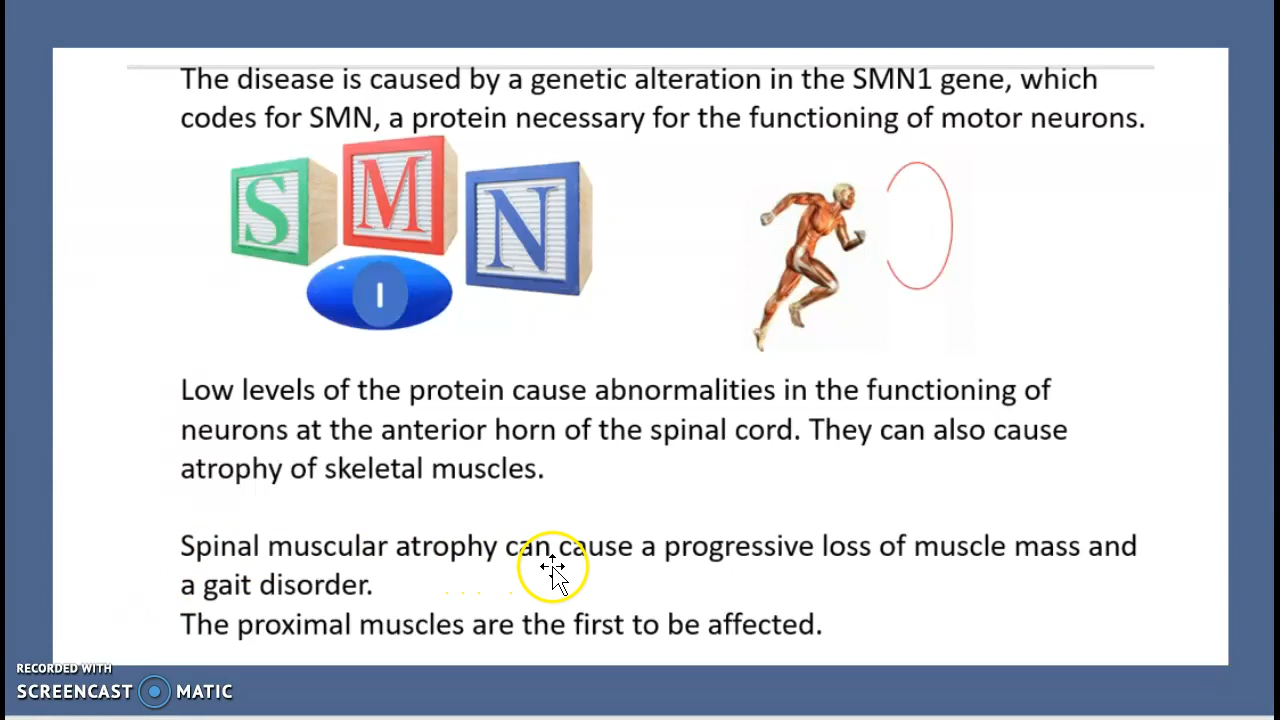 The disease is caused by a genetic alteration in the SMN1 gene, which
codes for SMN, a protein necessary for the functioning of motor neurons.
S M N
I
Low levels of the protein cause abnormalities in the functioning of
neurons at the anterior horn of the spinal cord. They can also cause
atrophy of skeletal muscles.
Spinal muscular atrophy can cause a progressive loss of muscle mass and
a gait disorder.
The proximal muscles are the first to be affected.
RECORDED WITH
SCREENCAST MATIC